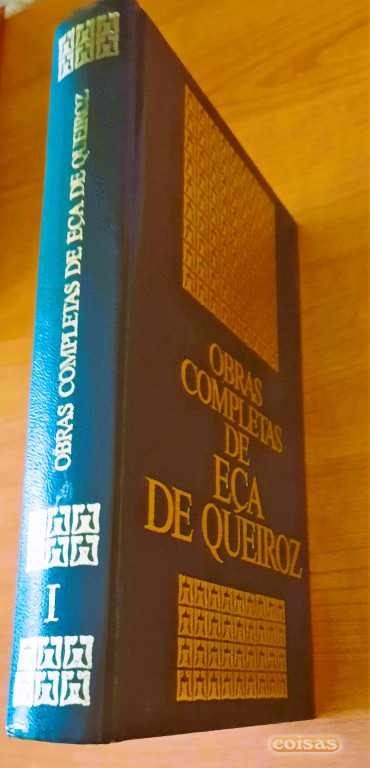 OBRAS COMPLETAS DE EÇA DE QUEIROZ
I
OBRAS
COMPLETAS
DE
EÇA
DE QUEIROZ
coisas